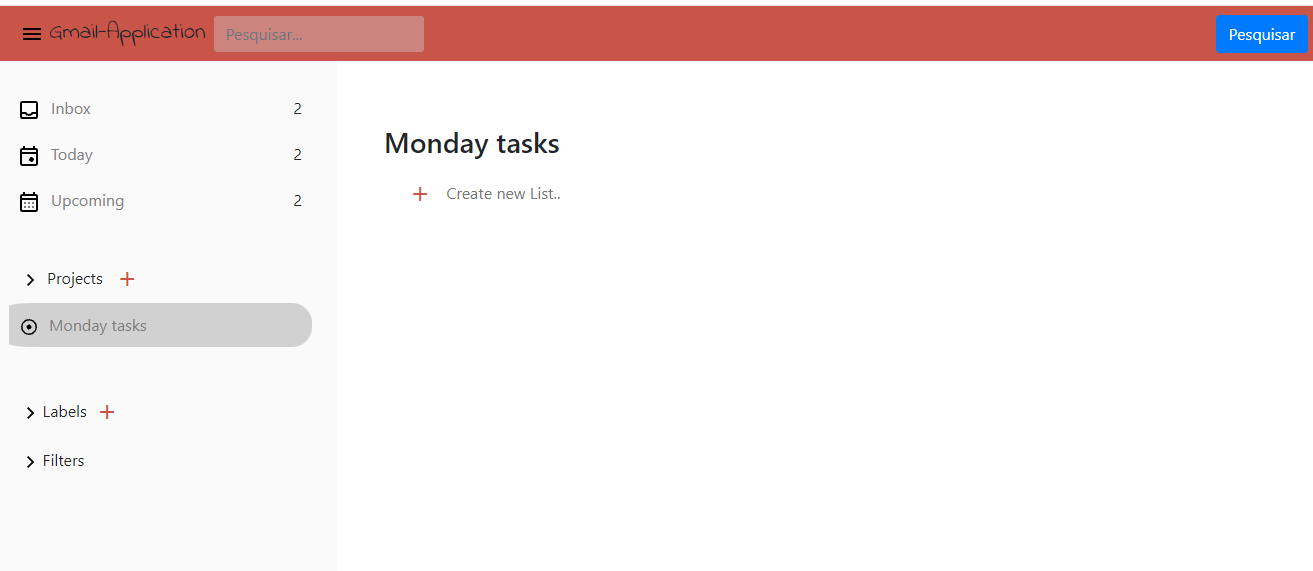 Gmail-Application Pesquisar... Pesquisar
Inbox 2
Today 2
Upcoming 2
Projects +
Monday tasks
Labels +
Filters
Monday tasks
+ Create new List..